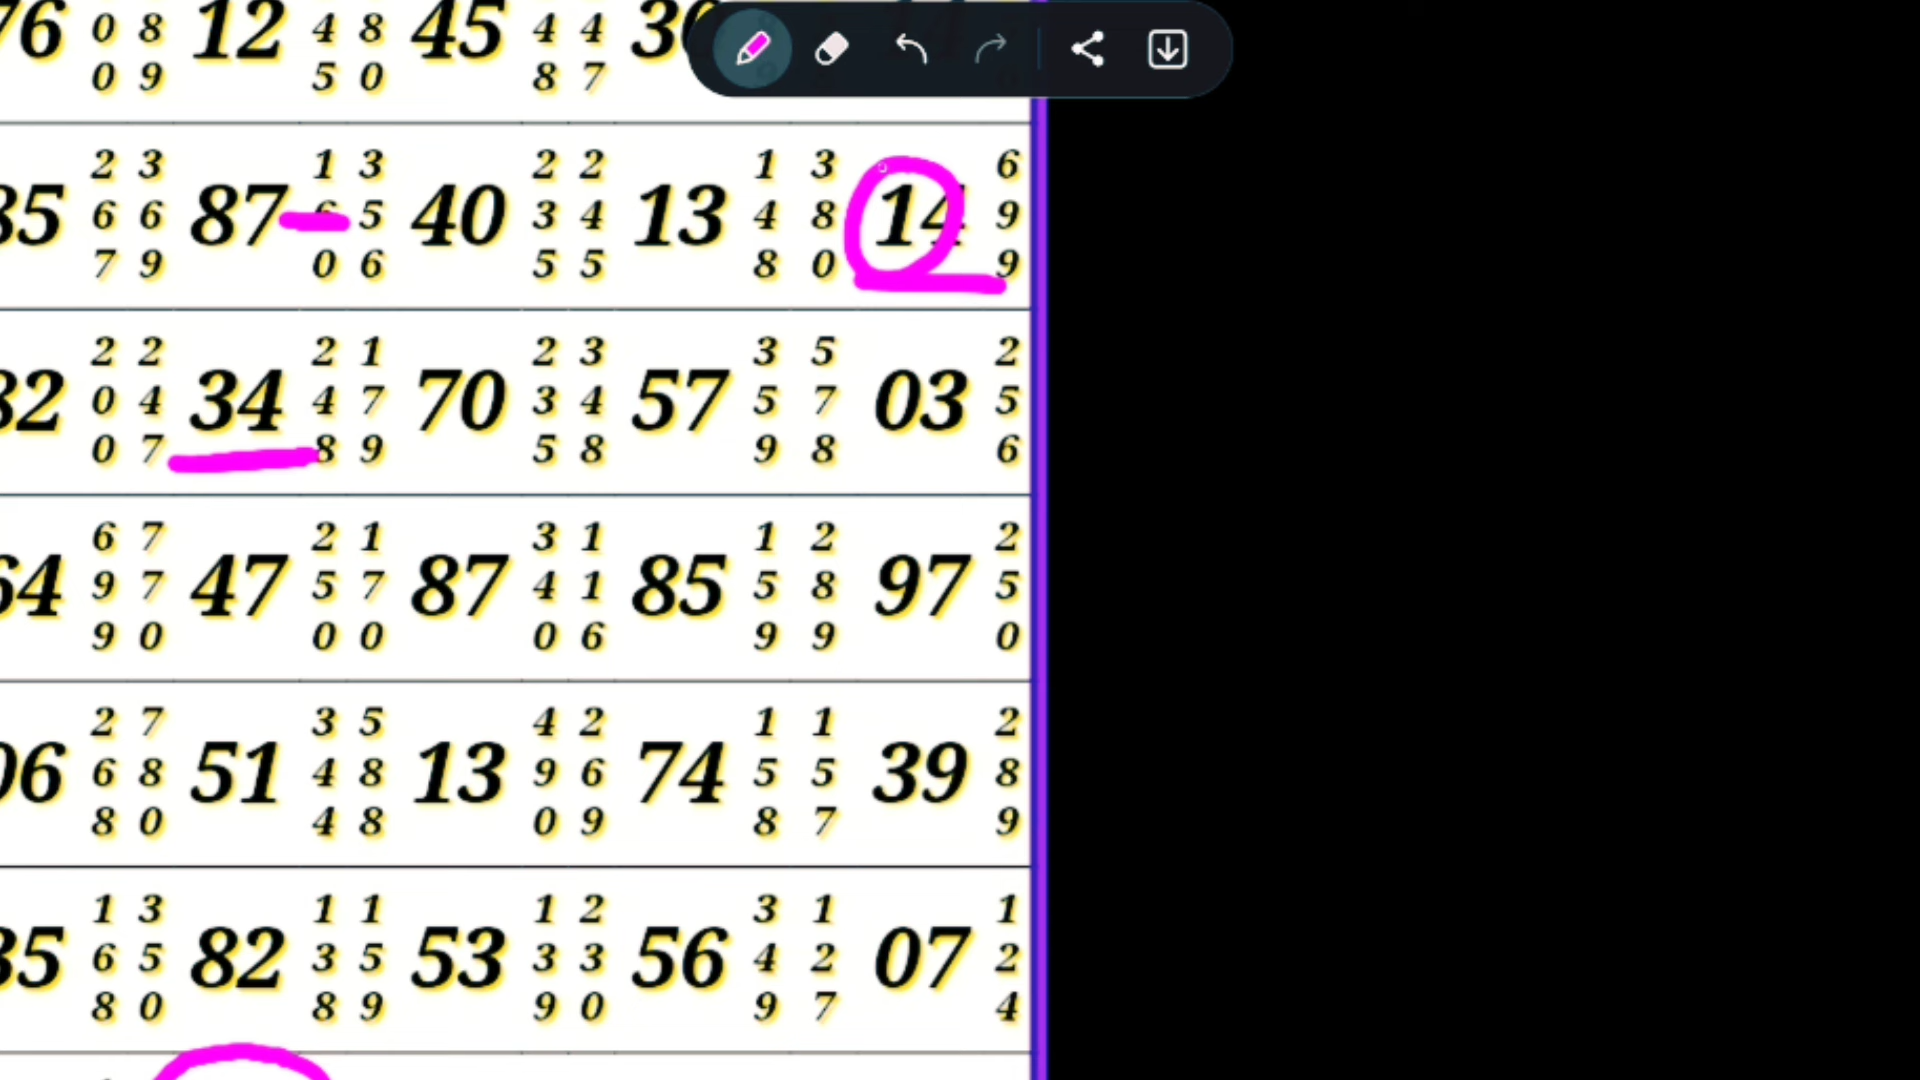 76 0 8 12 4 8 45 4 4
0 9 5 0 8 7
2 3 1 3 2 2 1 3 6
85 6 6 87 5 40 3 4 13 4 8 14 9
7 9 0 6 5 5 8 0 9
2 2 2 1 2 3 3 5 2
82 0 4 34 4 7 70 3 4 57 5 7 03 5
0 7 8 9 5 8 9 8 6
6 7 2 1 3 1 1 2 2
64 9 7 47 5 7 87 4 1 85 5 8 97 5
9 0 0 0 0 6 9 9 0
2 7 3 5 4 2 1 1 2
06 6 8 51 4 8 13 9 6 74 5 5 39 8
8 0 4 8 0 9 8 7 9
1 3 1 1 1 2 3 1 1
85 6 5 82 3 5 53 3 3 56 4 2 07 2
8 0 8 9 9 0 9 7 4